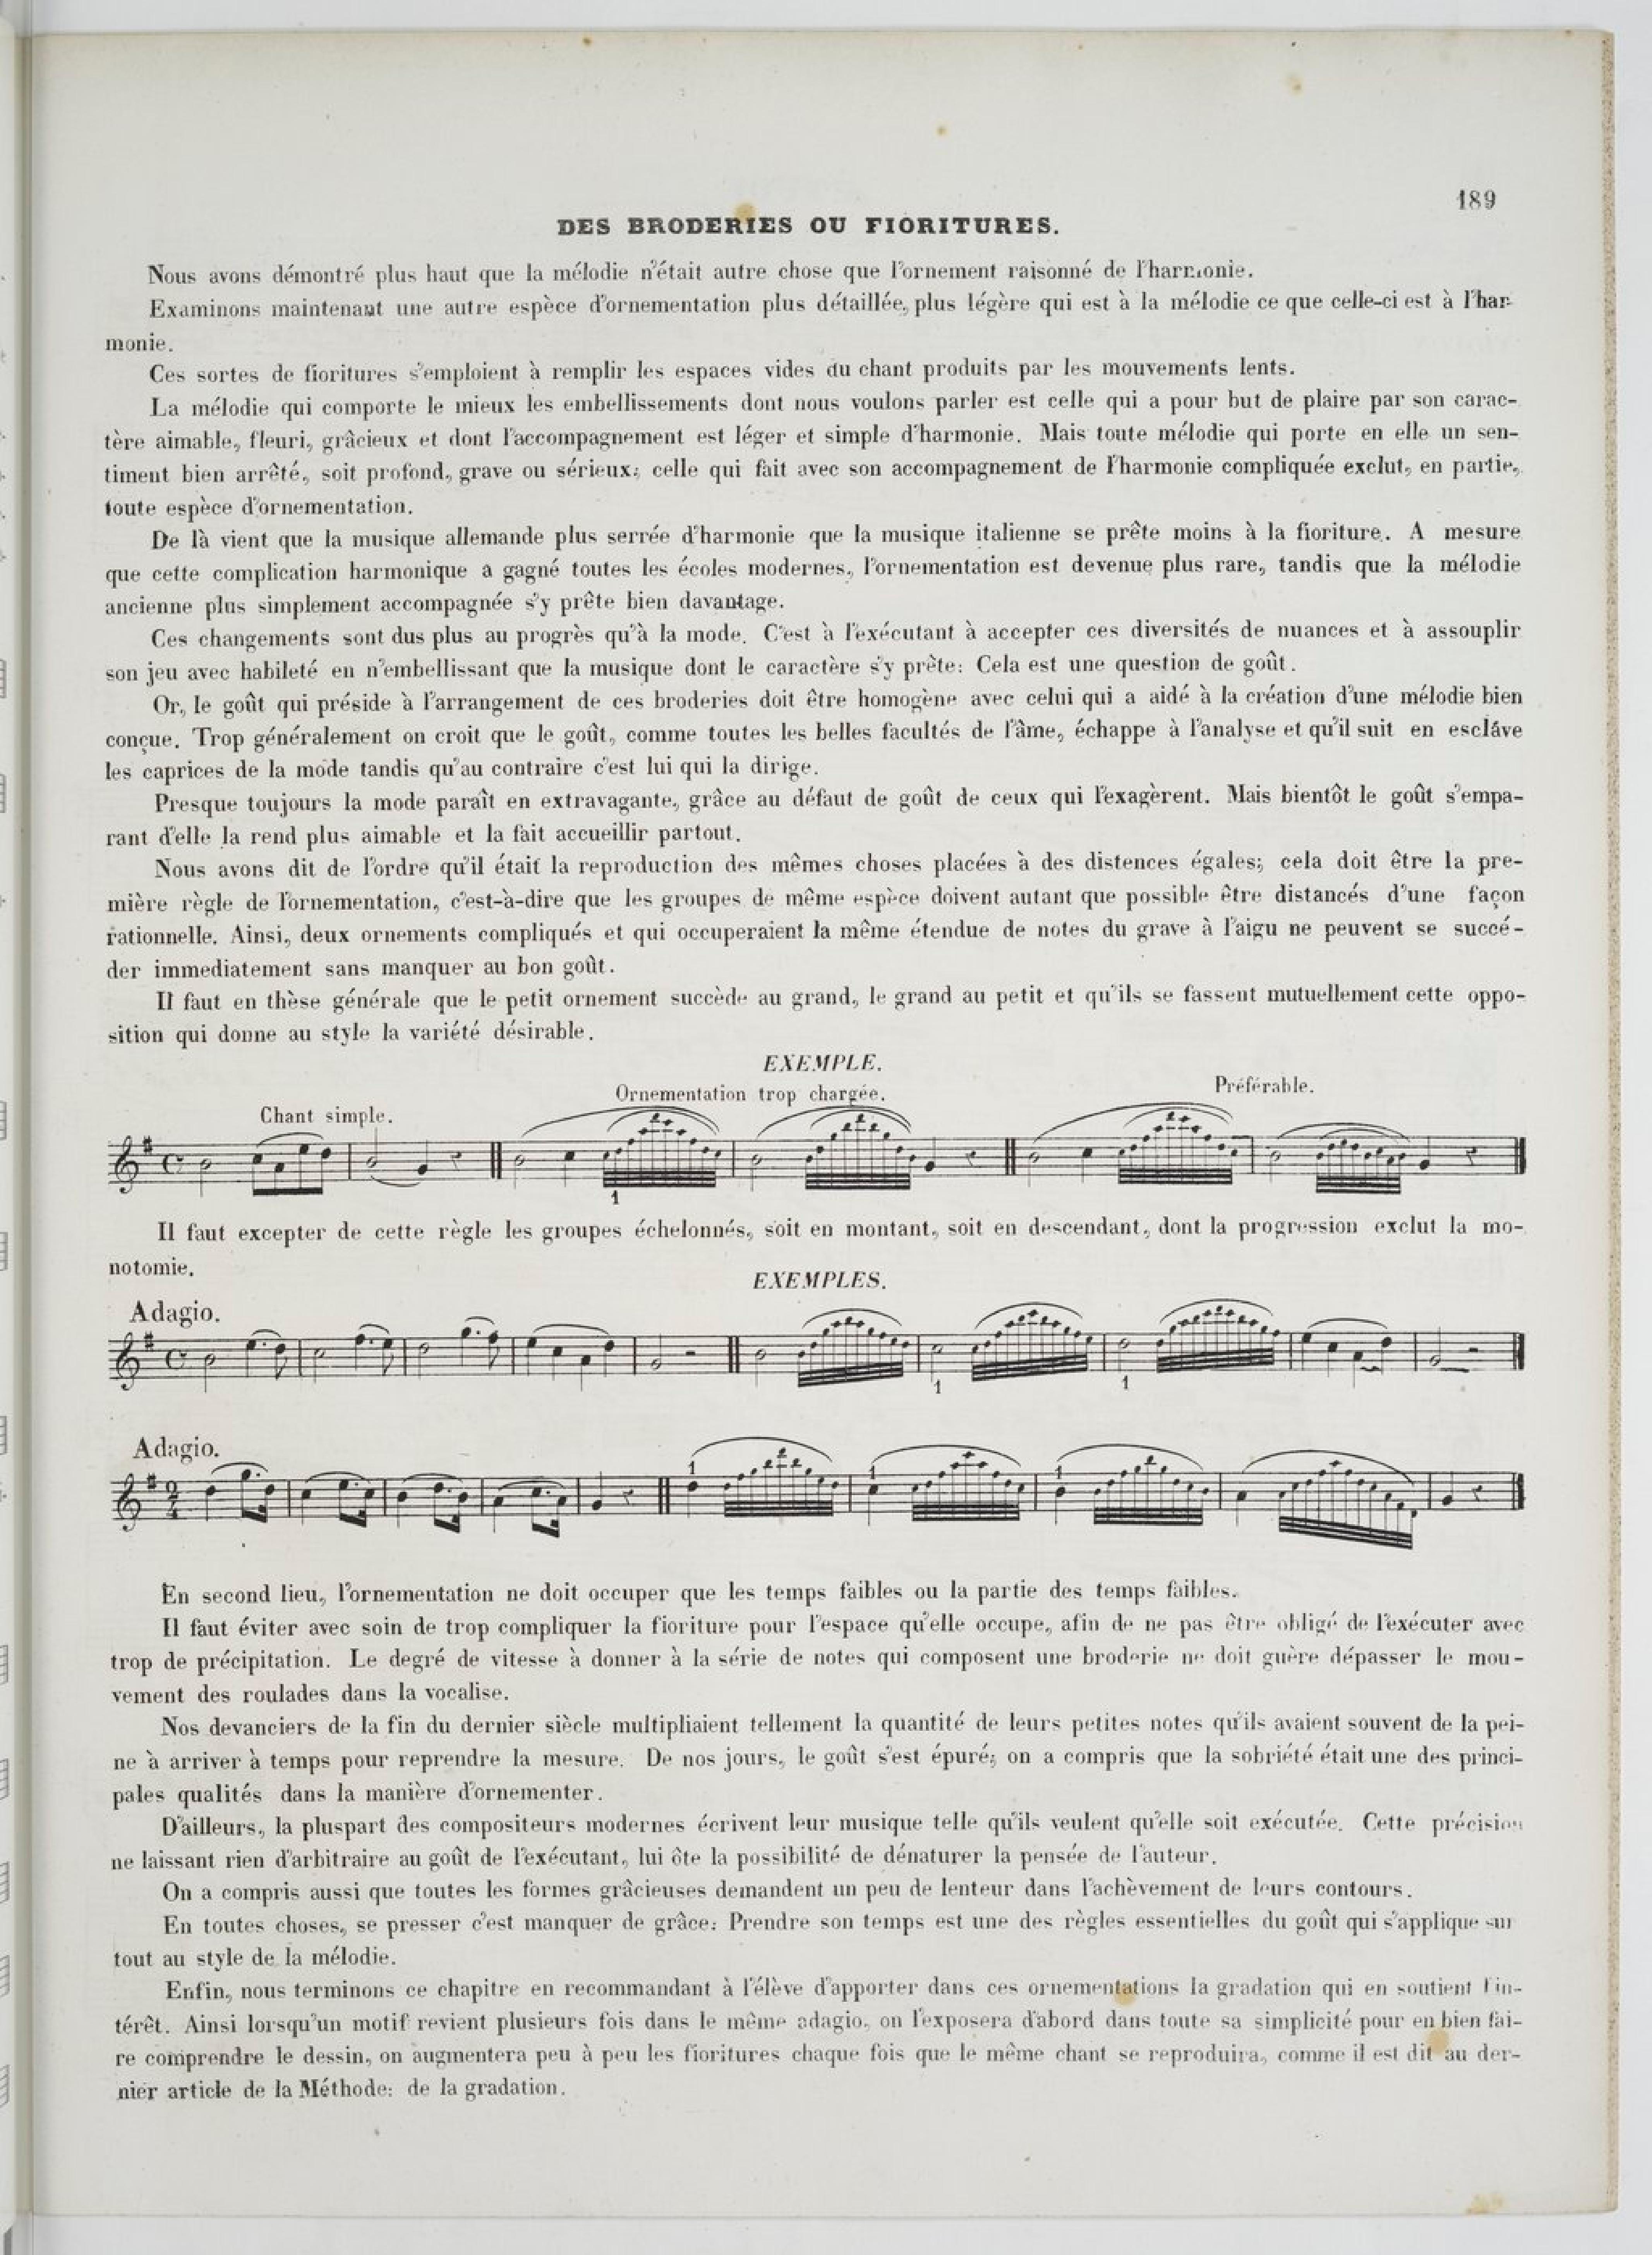 189
DES BRODERIES OU FIORITURES.
Nous avons démontré plus haut que la mélodie n'était autre chose que l'ornement raisonné de l'harmonie.
Examinons maintenant une autre espèce d'ornementation plus détaillée, plus légère qui est à la mélodie ce que celle-ci est à l'har-
monie.
Ces sortes de fioritures s'emploient à remplir les espaces vides du chant produits par les mouvements lents.
La mélodie qui comporte le mieux les embellissements dont nous voulons parler est celle qui a pour but de plaire par son carac-
tère aimable, fleuri, grâcieux et dont l'accompagnement est léger et simple d'harmonie. Mais toute mélodie qui porte en elle un sen-
timent bien arrêté, soit profond, grave ou sérieux; celle qui fait avec son accompagnement de l'harmonie compliquée exclut, en partie,
toute espèce d'ornementation.
De là vient que la musique allemande plus serrée d'harmonie que la musique italienne se prête moins à la fioriture. A mesure
que cette complication harmonique a gagné toutes les écoles modernes, l'ornementation est devenue plus rare, tandis que la mélodie
ancienne plus simplement accompagnée s'y prête bien davantage.
Ces changements sont dus plus au progrès qu'à la mode. C'est à l'exécutant à accepter ces diversités de nuances et à assouplir
son jeu avec habileté en n'embellissant que la musique dont le caractère s'y prète: Cela est une question de goût.
Or, le goût qui préside à l'arrangement de ces broderies doit être homogène avec celui qui a aidé à la création d'une mélodie bien
conçue. Trop généralement on croit que le goût, comme toutes les belles facultés de l'âme, échappe à l'analyse et qu'il suit en escláve
les caprices de la mode tandis qu'au contraire c'est lui qui la dirige.
Presque toujours la mode paraît en extravagante, grâce au défaut de goût de ceux qui l'exagèrent. Mais bientôt le goût s'empa-
rant d'elle la rend plus aimable et la fait accueillir partout.
Nous avons dit de l'ordre qu'il était la reproduction des mêmes choses placées à des distences égales; cela doit être la pre-
mière règle de l'ornementation, c'est-à-dire que les groupes de même espèce doivent autant que possible être distancés d'une façon
rationnelle. Ainsi, deux ornements compliqués et qui occuperaient la même étendue de notes du grave à l'aigu ne peuvent se succé-
der immediatement sans manquer au bon goût.
Il faut en thèse générale que le petit ornement succède au grand, le grand au petit et qu'ils se fassent mutuellement cette oppo-
sition qui donne au style la variété désirable.
EXEMPLE.
Chant simple.
Ornementation trop chargée.
Préférable.
1
Il faut excepter de cette règle les groupes échelonnés, soit en montant, soit en descendant, dont la progression exclut la mo-
notomie.
EXEMPLES.
Adagio.
1 1
Adagio.
2
4
1 1 1
En second lieu, l'ornementation ne doit occuper que les temps faibles ou la partie des temps faibles.
Il faut éviter avec soin de trop compliquer la fioriture pour l'espace qu'elle occupe, afin de ne pas être obligé de l'exécuter avec
trop de précipitation. Le degré de vitesse à donner à la série de notes qui composent une broderie ne doit guère dépasser le mou-
vement des roulades dans la vocalise.
Nos devanciers de la fin du dernier siècle multipliaient tellement la quantité de leurs petites notes qu'ils avaient souvent de la pei-
ne à arriver à temps pour reprendre la mesure. De nos jours, le goût s'est épuré; on a compris que la sobriété était une des princi-
pales qualités dans la manière d'ornementer.
D'ailleurs, la pluspart des compositeurs modernes écrivent leur musique telle qu'ils veulent qu'elle soit exécutée. Cette précision
ne laissant rien d'arbitraire au goût de l'exécutant, lui ôte la possibilité de dénaturer la pensée de l'auteur.
On a compris aussi que toutes les formes grâcieuses demandent un peu de lenteur dans l'achèvement de leurs contours.
En toutes choses, se presser c'est manquer de grâce: Prendre son temps est une des règles essentielles du goût qui s'applique sur
tout au style de la mélodie.
Enfin, nous terminons ce chapitre en recommandant à l'élève d'apporter dans ces ornementations la gradation qui en soutient l'in-
térêt. Ainsi lorsqu'un motif revient plusieurs fois dans le même adagio, on l'exposera d'abord dans toute sa simplicité pour en bien fai-
re comprendre le dessin, on augmentera peu à peu les fioritures chaque fois que le même chant se reproduira, comme il est dit au der-
nier article de la Méthode: de la gradation.